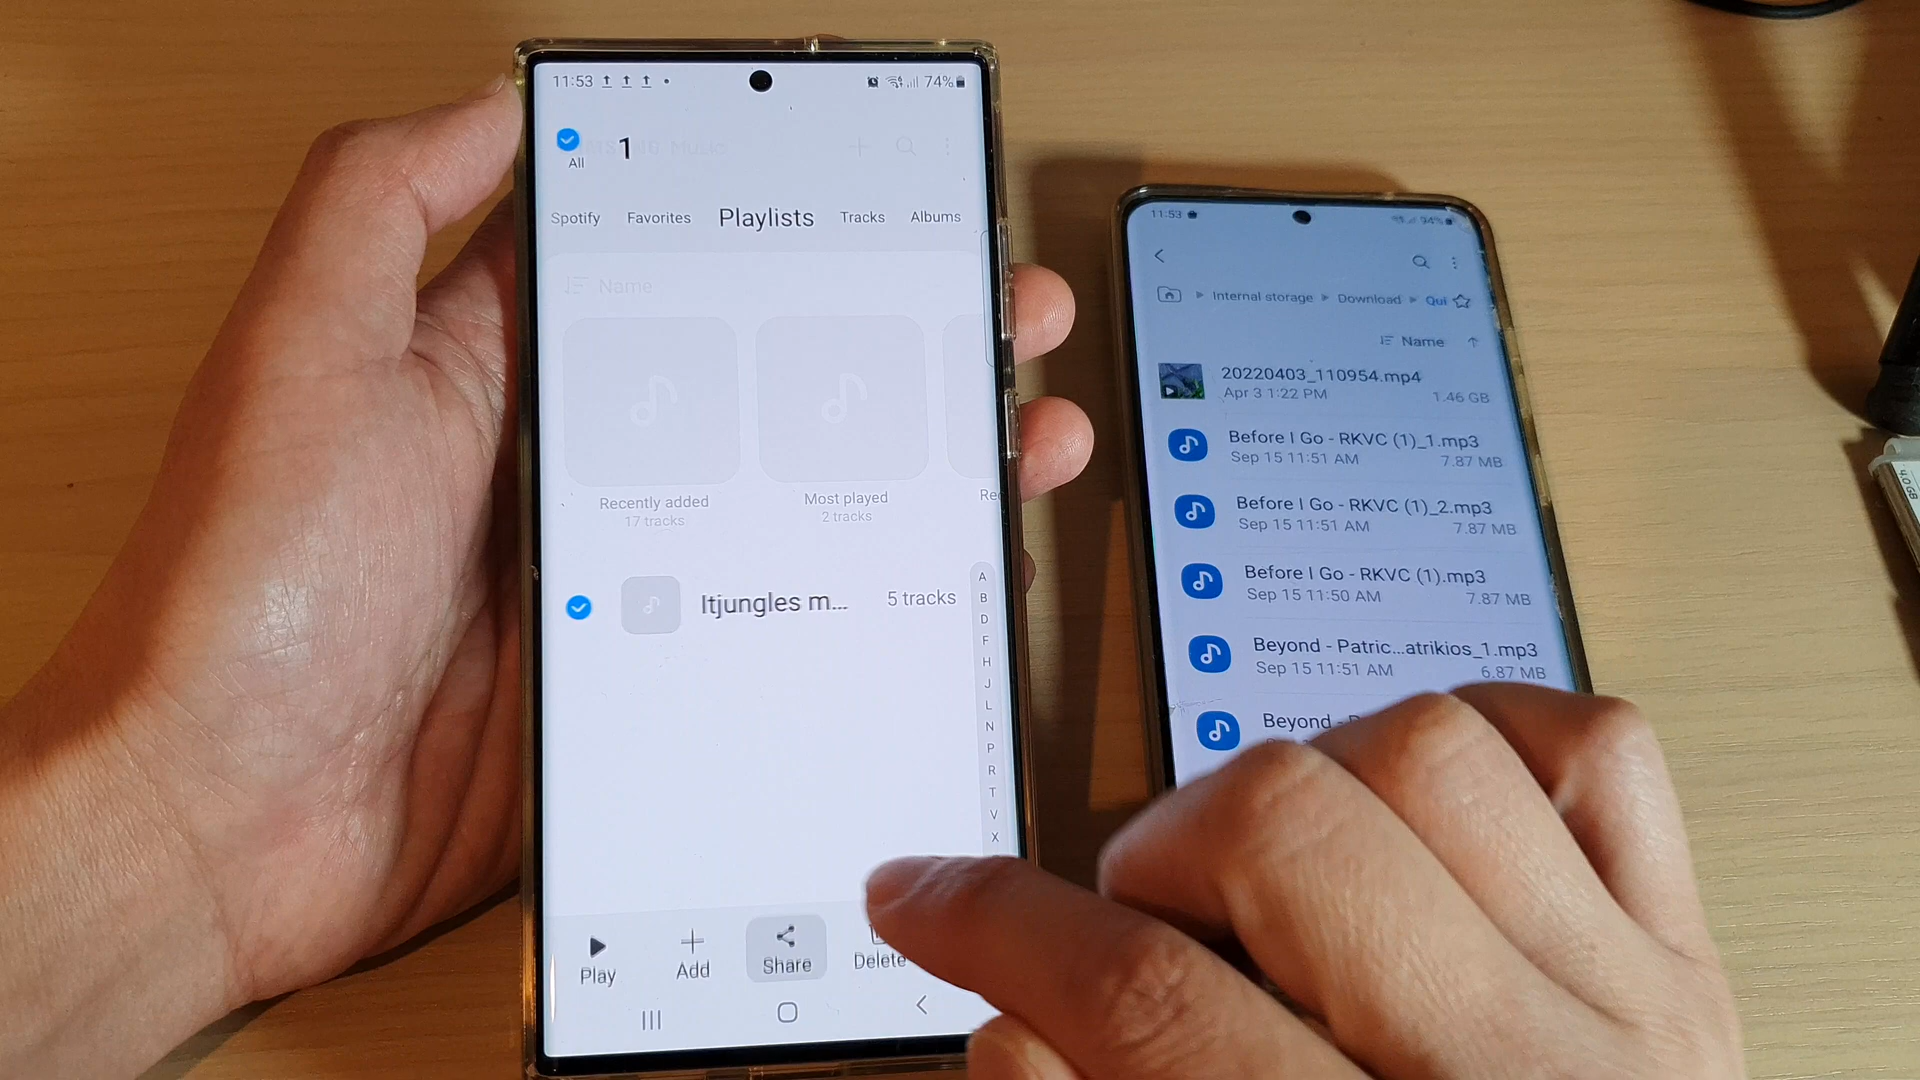 11:53
74%
All
1
Spotify Favorites Playlists Tracks Albums
Name
Recently added
17 tracks
Most played
2 tracks
Rec
Itjungles m...
5 tracks
A
B
D
F
H
J
L
N
P
R
T
V
X
Play
Add
Share
Delete
11:53
94%
Internal storage Download Qui
Name
20220403_110954.mp4
Apr 3 1:22 PM
1.46 GB
Before I Go - RKVC (1)_1.mp3
Sep 15 11:51 AM
7.87 MB
Before I Go - RKVC (1)_2.mp3
Sep 15 11:51 AM
7.87 MB
Before I Go - RKVC (1).mp3
Sep 15 11:50 AM
7.87 MB
Beyond - Patric...atrikios_1.mp3
Sep 15 11:51 AM
6.87 MB
Beyond -